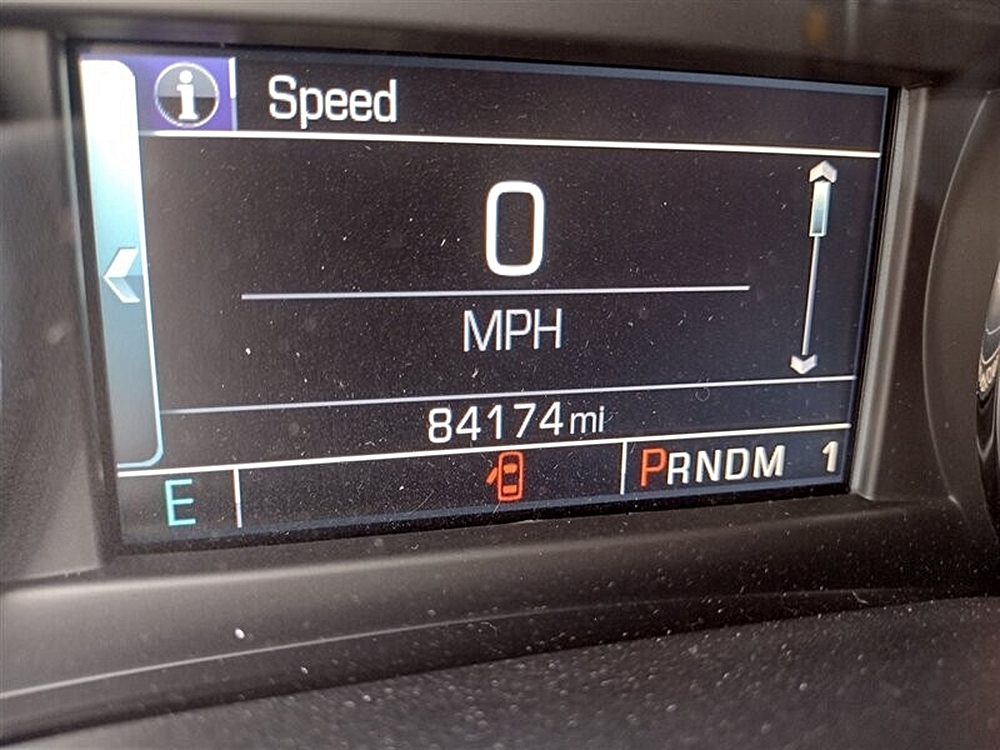 i Speed
0
MPH
84174 mi
E PRNDM 1